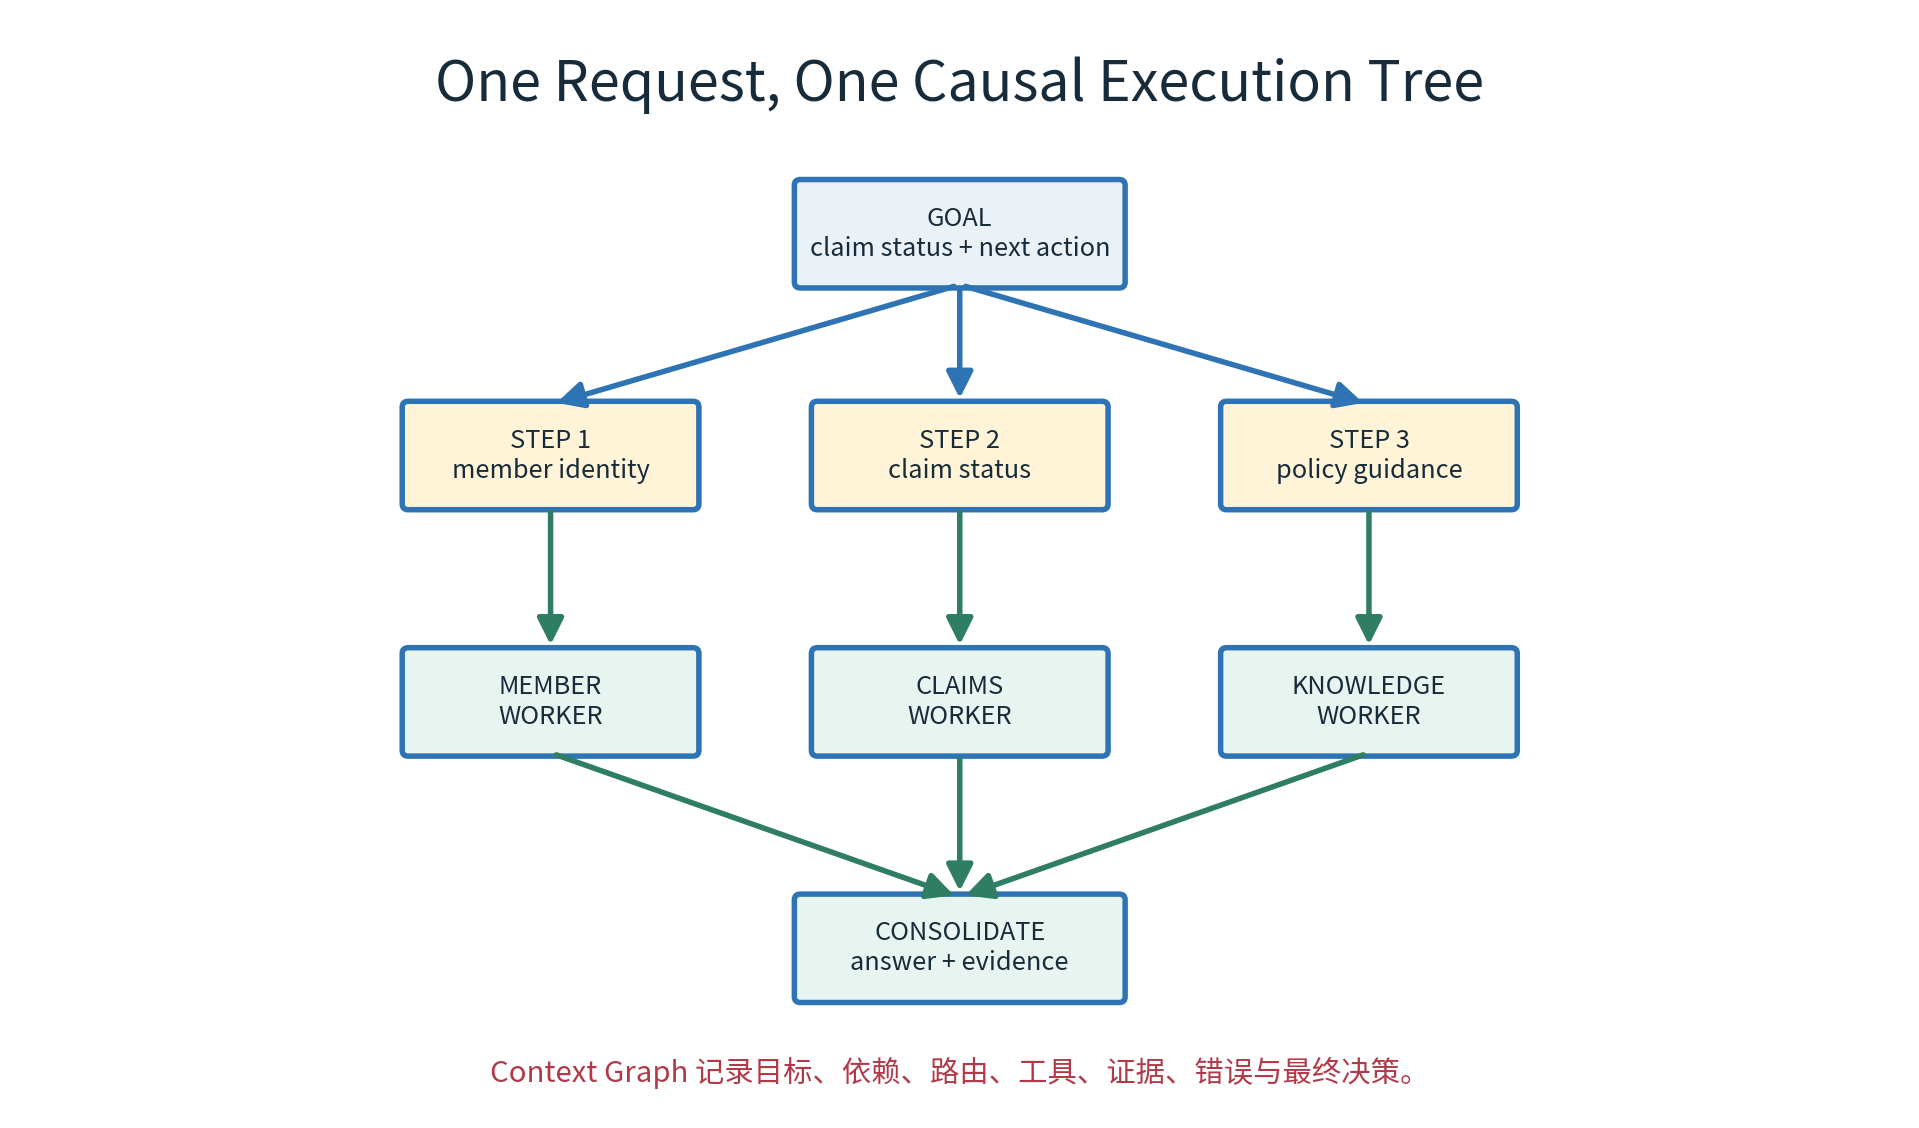 One Request, One Causal Execution Tree
GOAL
claim status + next action
STEP 1
member identity
STEP 2
claim status
STEP 3
policy guidance
MEMBER
WORKER
CLAIMS
WORKER
KNOWLEDGE
WORKER
CONSOLIDATE
answer + evidence
Context Graph 记录目标、依赖、路由、工具、证据、错误与最终决策。